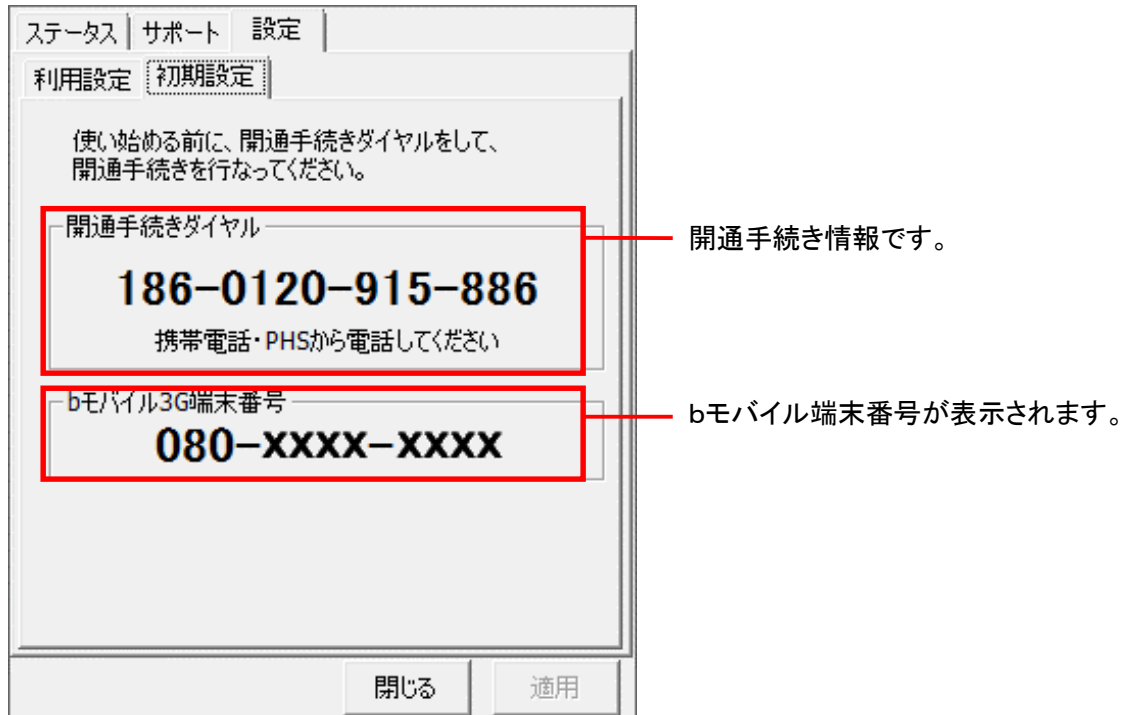 ステータス サポート 設定
利用設定 初期設定
使い始める前に、開通手続きダイヤルをして、
開通手続きを行なってください。
開通手続きダイヤル
186-0120-915-886
携帯電話・PHSから電話してください
開通手続き情報です。
bモバイル3G端末番号
080-xxxx-xxxx
bモバイル端末番号が表示されます。
閉じる 適用